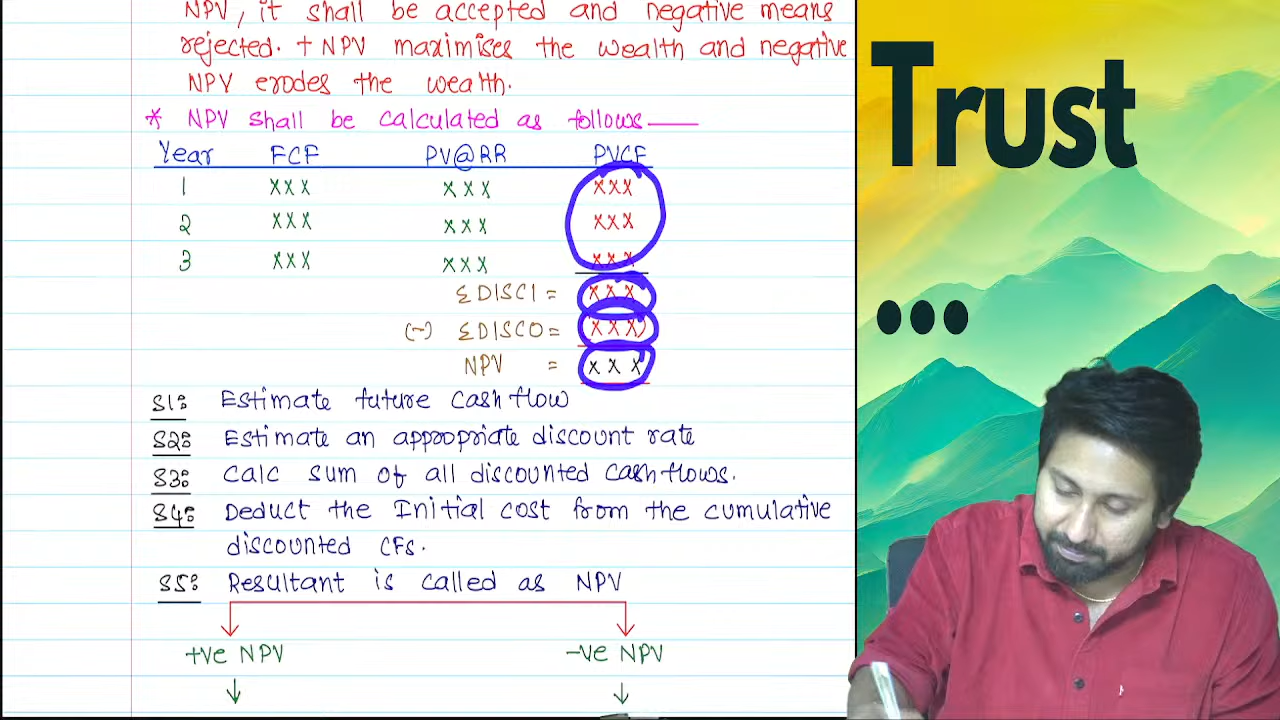 NPV, it shall be accepted and negative means
rejected. + NPV maximises the wealth and negative
NPV erodes the wealth.
* NPV shall be calculated as follows
Year FCF PV@RR PVCF
1 XXX XXX XXX
2 XXX XXX XXX
3 XXX XXX XXX
ΣDISCI = XXX
(-) ΣDISCO = XXX)
NPV = XXX
S1: Estimate future cash flow
S2: Estimate an appropriate discount rate
S3: Calc sum of all discounted cashflows.
S4: Deduct the Initial cost from the cumulative
discounted CFs.
S5: Resultant is called as NPV
+ve NPV -ve NPV
Trust
...